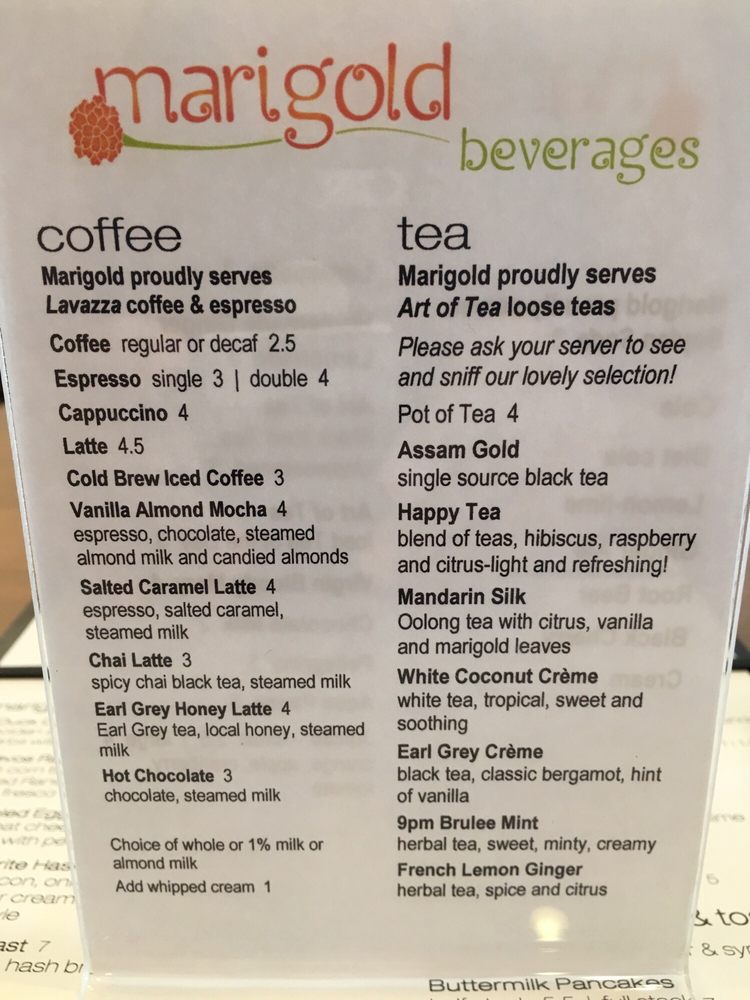 marigold
beverages
coffee
Marigold proudly serves
Lavazza coffee & espresso
Coffee regular or decaf 2.5
Espresso single 3 | double 4
Cappuccino 4
Latte 4.5
Cold Brew Iced Coffee 3
Vanilla Almond Mocha 4
espresso, chocolate, steamed
almond milk and candied almonds
Salted Caramel Latte 4
espresso, salted caramel,
steamed milk
Chai Latte 3
spicy chai black tea, steamed milk
Earl Grey Honey Latte 4
Earl Grey tea, local honey, steamed
milk
Hot Chocolate 3
chocolate, steamed milk
Choice of whole or 1% milk or
almond milk
Add whipped cream 1
tea
Marigold proudly serves
Art of Tea loose teas
Please ask your server to see
and sniff our lovely selection!
Pot of Tea 4
Assam Gold
single source black tea
Happy Tea
blend of teas, hibiscus, raspberry
and citrus-light and refreshing!
Mandarin Silk
Oolong tea with citrus, vanilla
and marigold leaves
White Coconut Crème
white tea, tropical, sweet and
soothing
Earl Grey Crème
black tea, classic bergamot, hint
of vanilla
9pm Brulee Mint
herbal tea, sweet, minty, creamy
French Lemon Ginger
herbal tea, spice and citrus
cream
7
hash
&
&
Buttermilk Pancakes